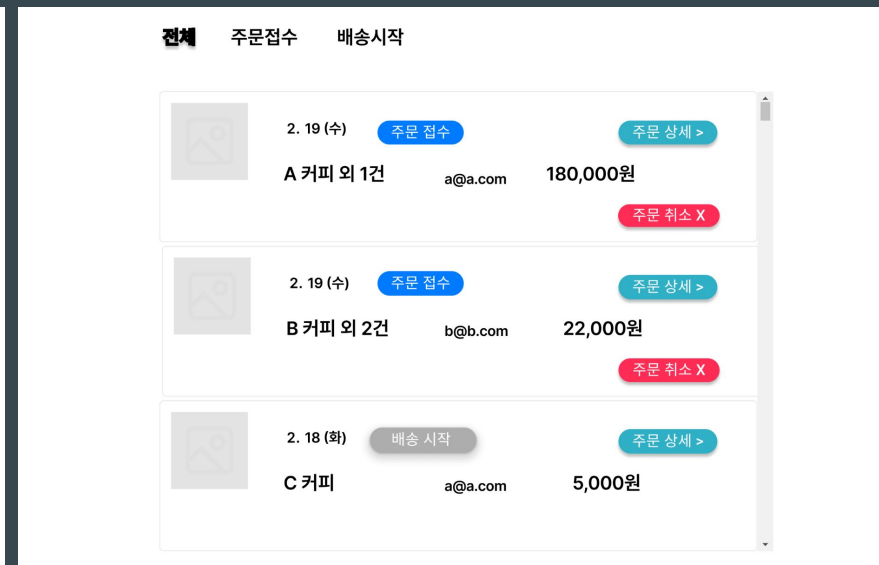 전체 주문접수 배송시작
2. 19 (수) 주문 접수 주문 상세 >
A 커피 외 1건 a@a.com 180,000원
주문 취소 X
2. 19 (수) 주문 접수 주문 상세 >
B 커피 외 2건 b@b.com 22,000원
주문 취소 X
2. 18 (화) 배송 시작 주문 상세 >
C 커피 a@a.com 5,000원